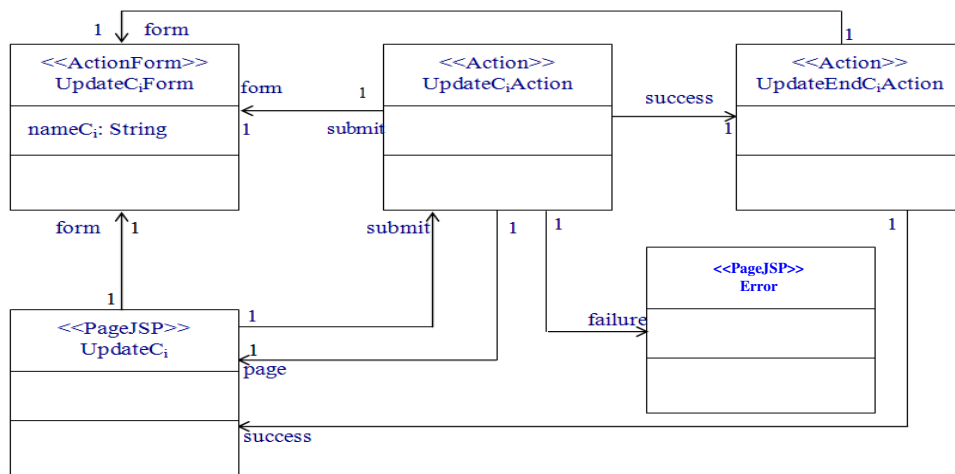 1
form
1
<<ActionForm>>
UpdateCᵢForm
nameCᵢ: String
form
1
1
submit
<<Action>>
UpdateCᵢAction
success
1
<<Action>>
UpdateEndCᵢAction
form
1
submit
1
1
1
<<PageJSP>>
Error
1
<<PageJSP>>
UpdateCᵢ
1
failure
1
page
success